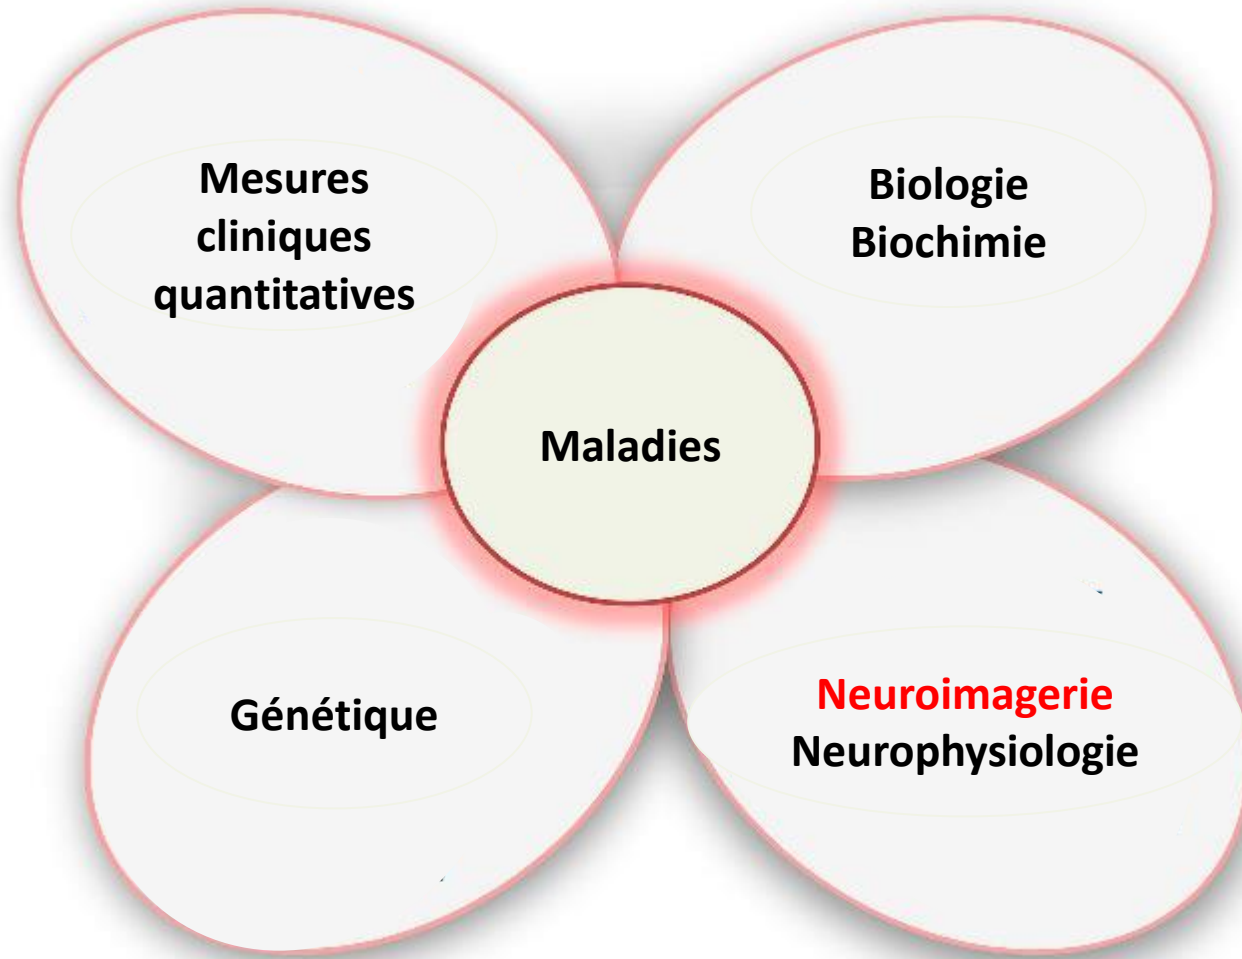 Mesures
cliniques
quantitatives
Biologie
Biochimie
Maladies
Génétique
Neuroimagerie
Neurophysiologie